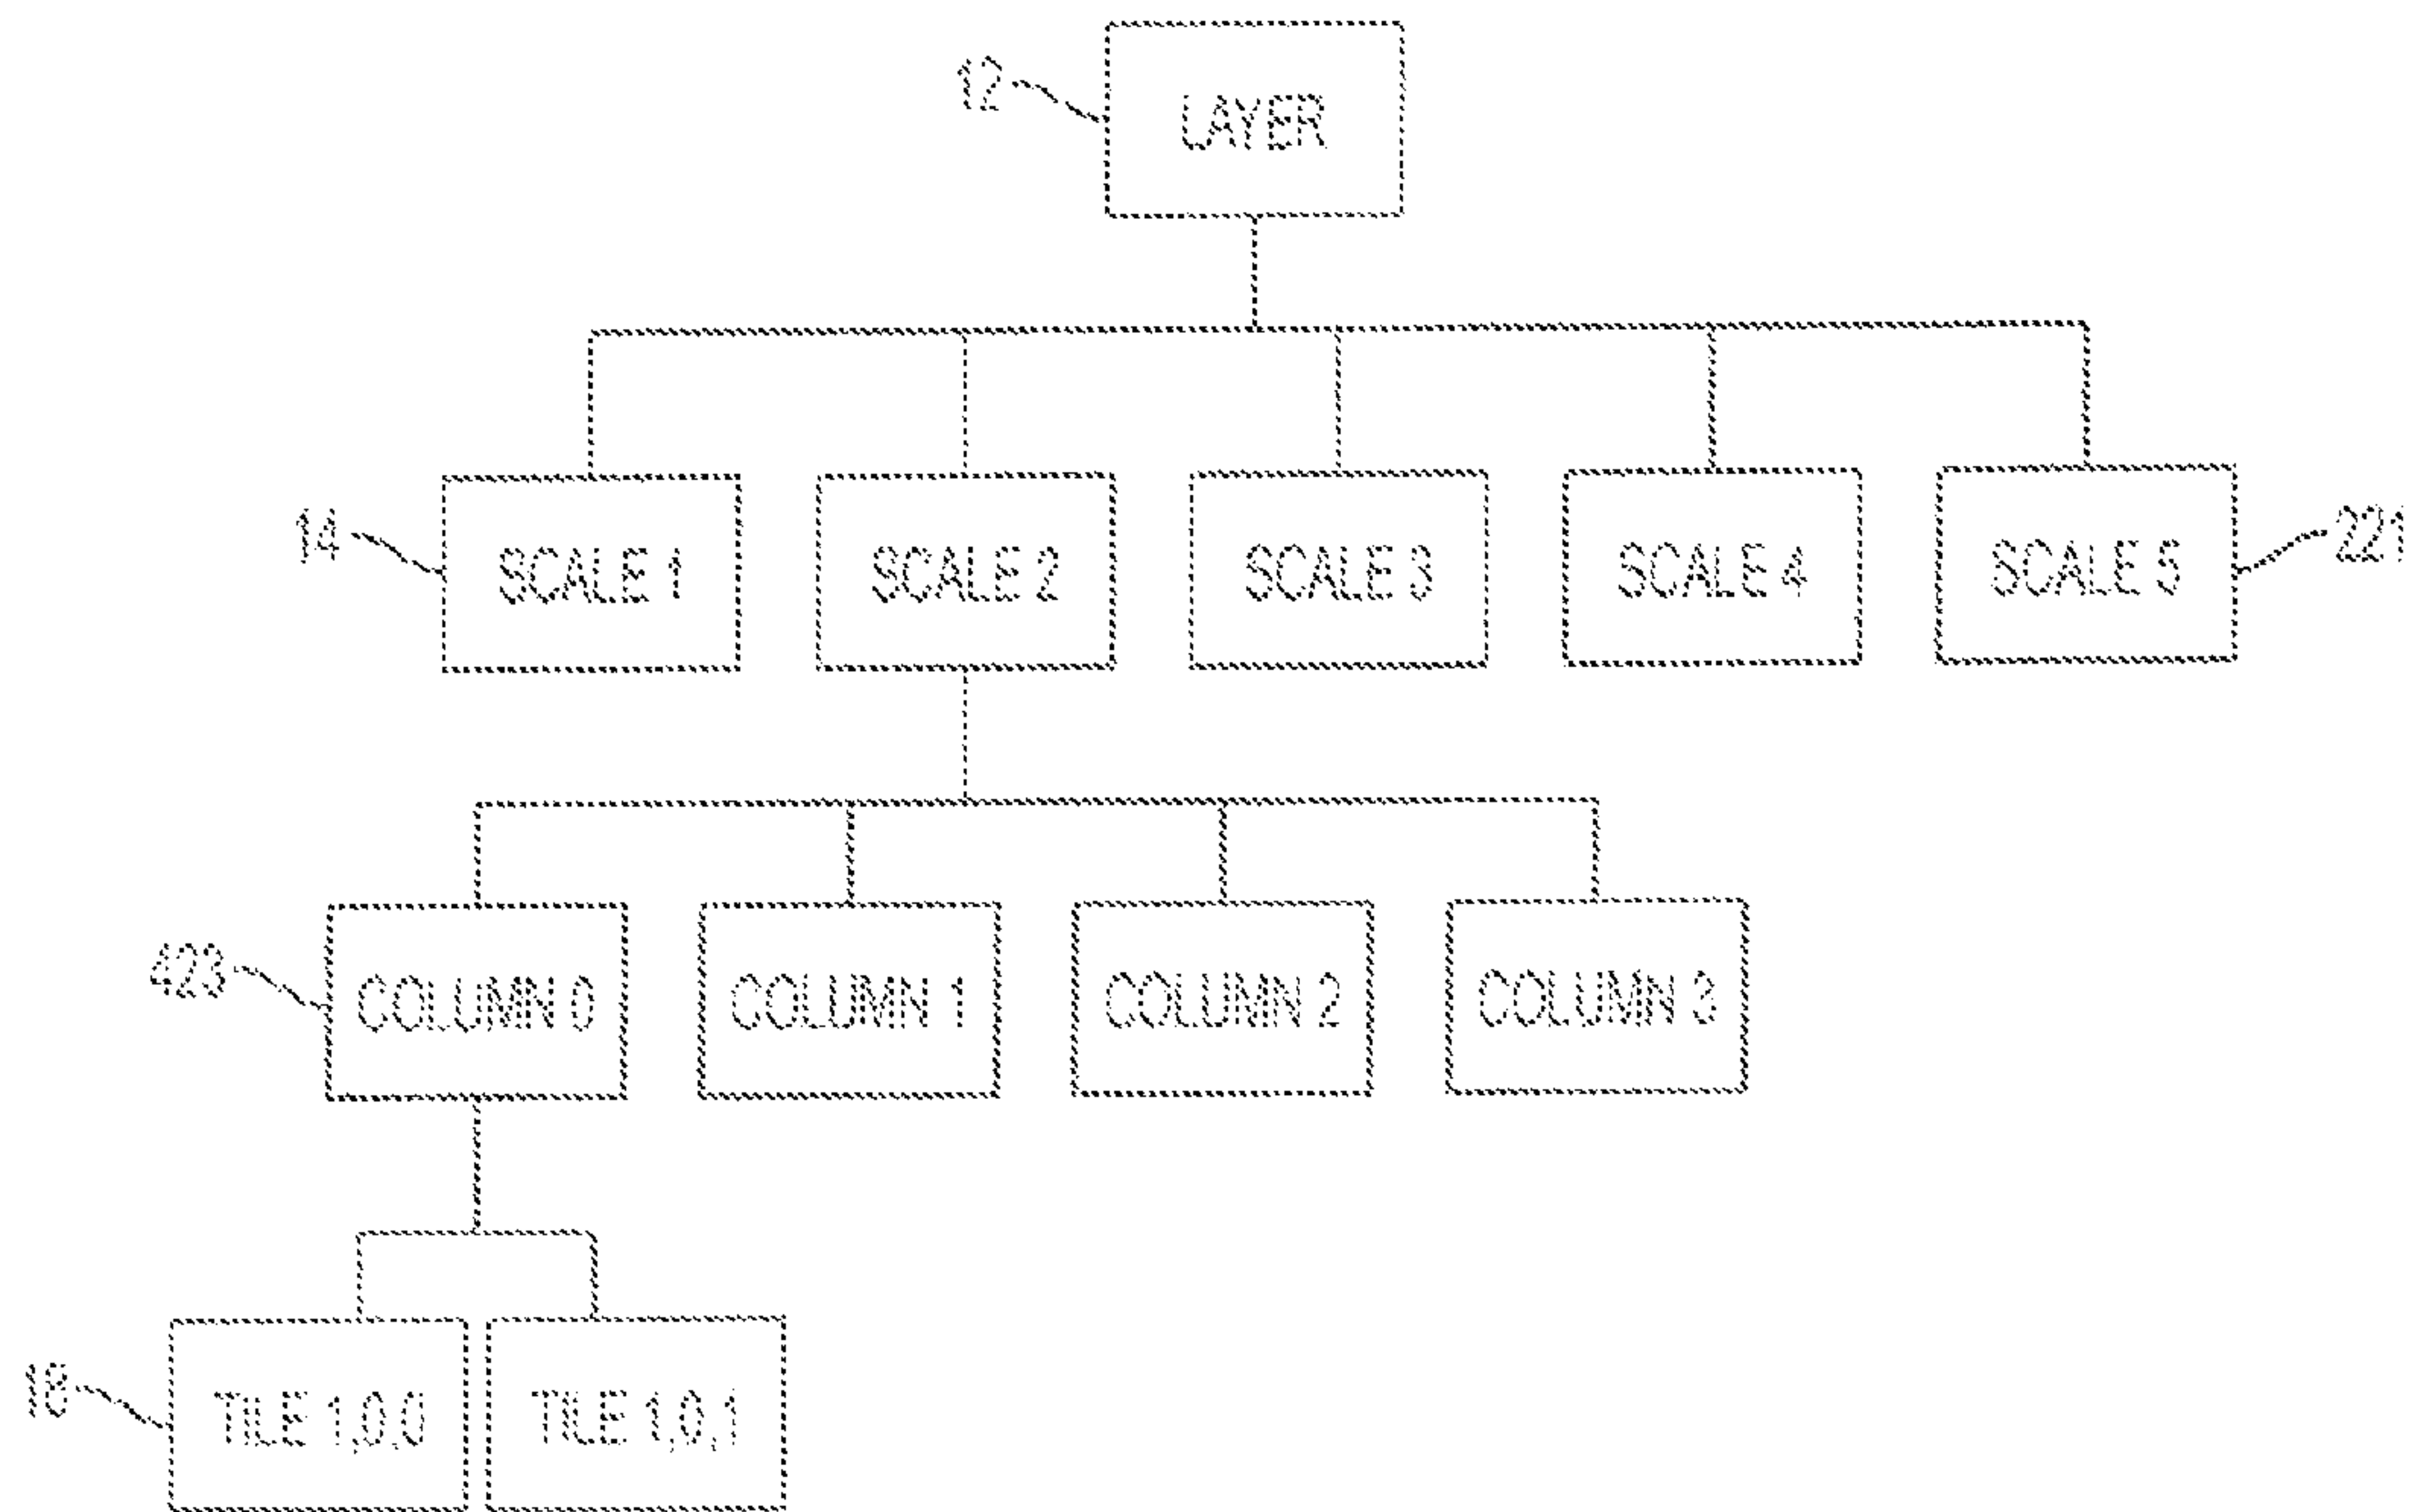 12
LAYER
14
SCALE 1
SCALE 2
SCALE 3
SCALE 4
SCALE 5
221
423
COLUMN 0
COLUMN 1
COLUMN 2
COLUMN 3
18
TILE 1,0,0
TILE 1,0,1